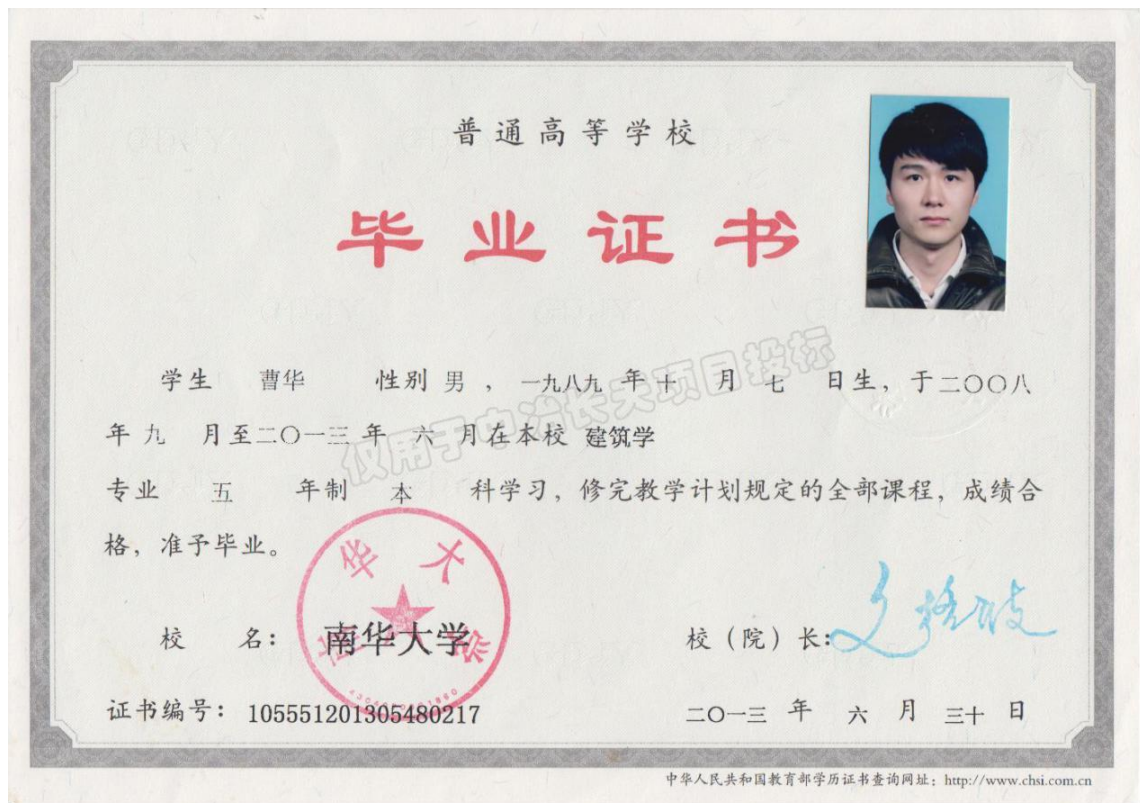 普通高等学校
毕业证书
学生 曹华 性别 男 ，一九八九 年 十 月 七 日生，于二〇〇八
年 九 月至二〇一三 年 六 月在本校 建筑学
专业 五 年制 本 科学习，修完教学计划规定的全部课程，成绩合
格，准予毕业。
校 名： 南华大学
校（院）长：
证书编号：105551201305480217
二〇一三 年 六 月 三十 日
中华人民共和国教育部学历证书查询网址：http://www.chsi.com.cn
仅用于中冶长天项目投标
南华大学